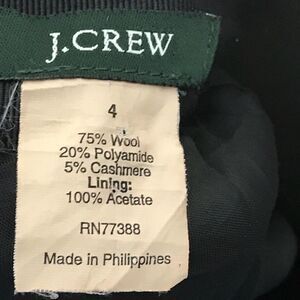 J.CREW
4
75% Wool
20% Polyamide
5% Cashmere
Lining:
100% Acetate
RN77388
Made in Philippines